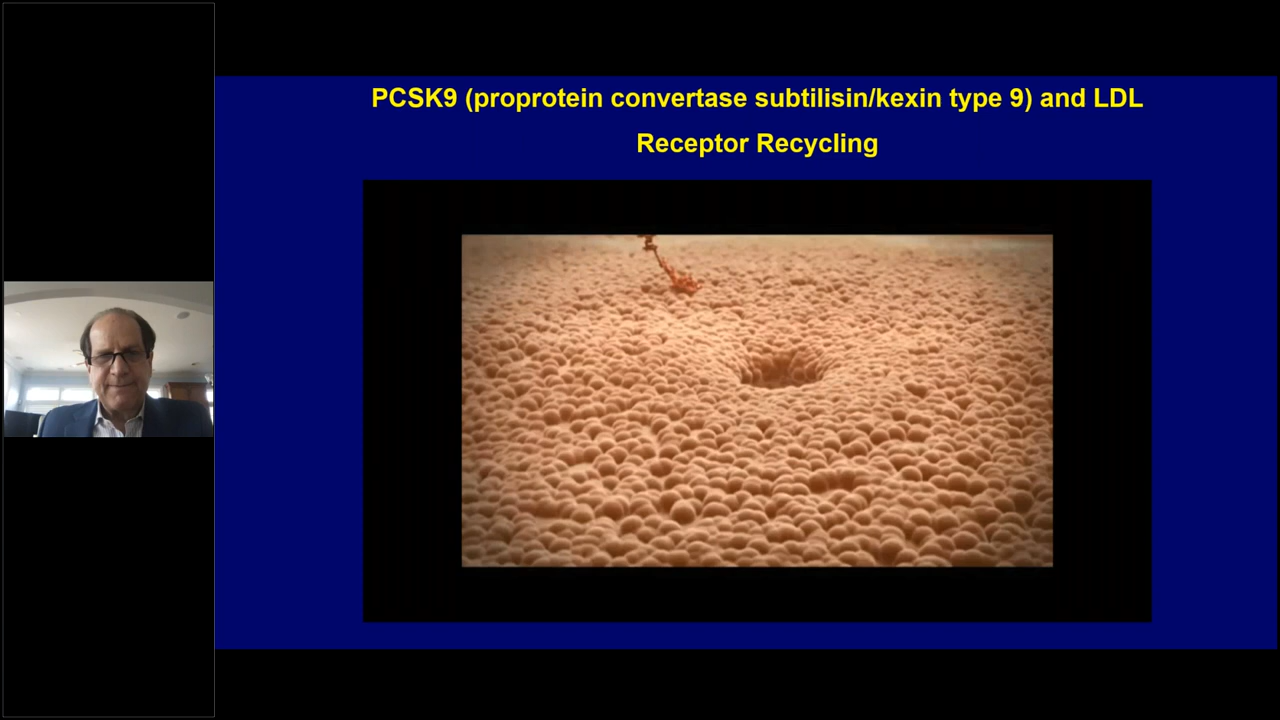 PCSK9 (proprotein convertase subtilisin/kexin type 9) and LDL
Receptor Recycling